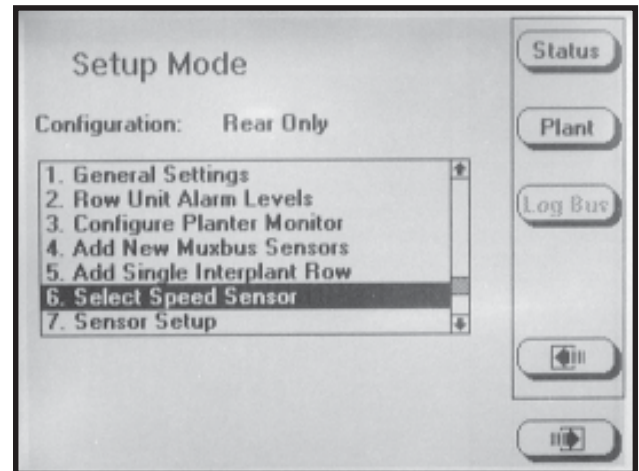 Setup Mode
Configuration: Rear Only
1. General Settings
2. Row Unit Alarm Levels
3. Configure Planter Monitor
4. Add New Muxbus Sensors
5. Add Single Interplant Row
6. Select Speed Sensor
7. Sensor Setup
Status
Plant
Log Bus